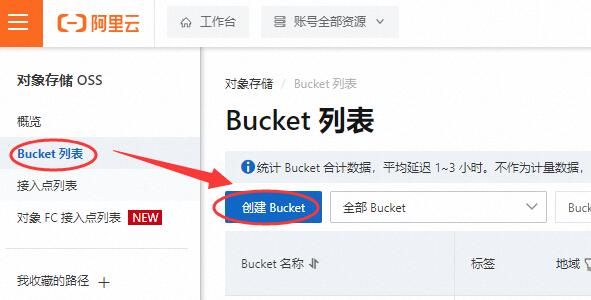 阿里云 工作台 账号全部资源
对象存储 OSS
概览
Bucket 列表
接入点列表
对象 FC 接入点列表 NEW
我收藏的路径
对象存储 / Bucket 列表
Bucket 列表
统计 Bucket 合计数据，平均延迟 1~3 小时。不作为计量数据，
创建 Bucket 全部 Bucket Buck
Bucket 名称 标签 地域